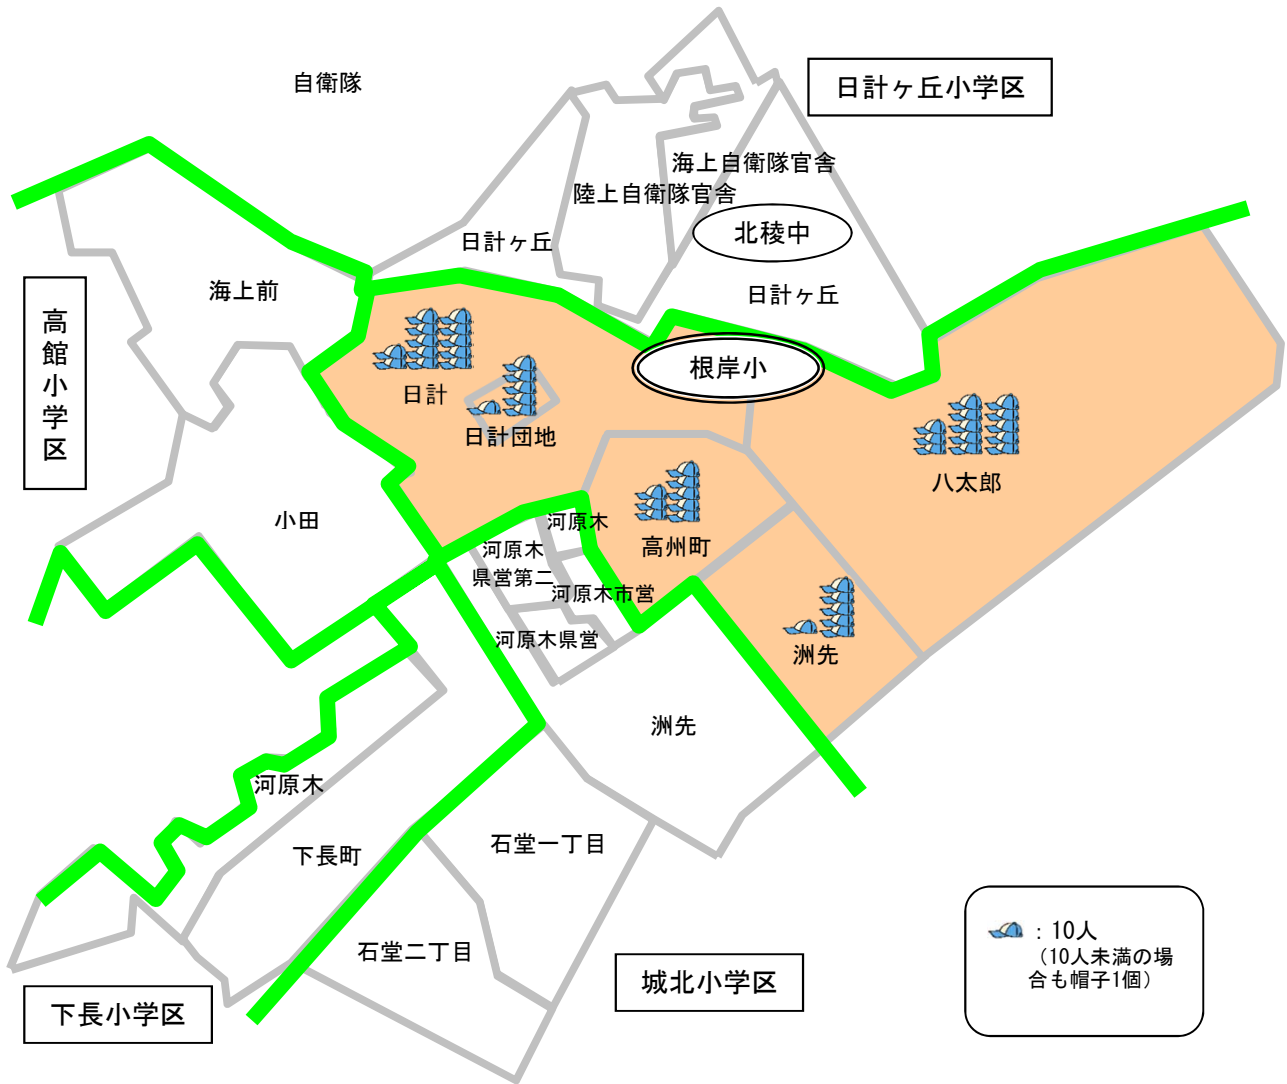 自衛隊
日計ヶ丘小学区
海上自衛隊官舎
陸上自衛隊官舎
北稜中
日計ヶ丘
海上前
日計ヶ丘
高館小学区
根岸小
日計
日計団地
八太郎
小田
河原木
高州町
河原木
県営第二
河原木市営
河原木県営
洲先
洲先
河原木
下長町
石堂一丁目
石堂二丁目
城北小学区
下長小学区
：10人
（10人未満の場
合も帽子1個）